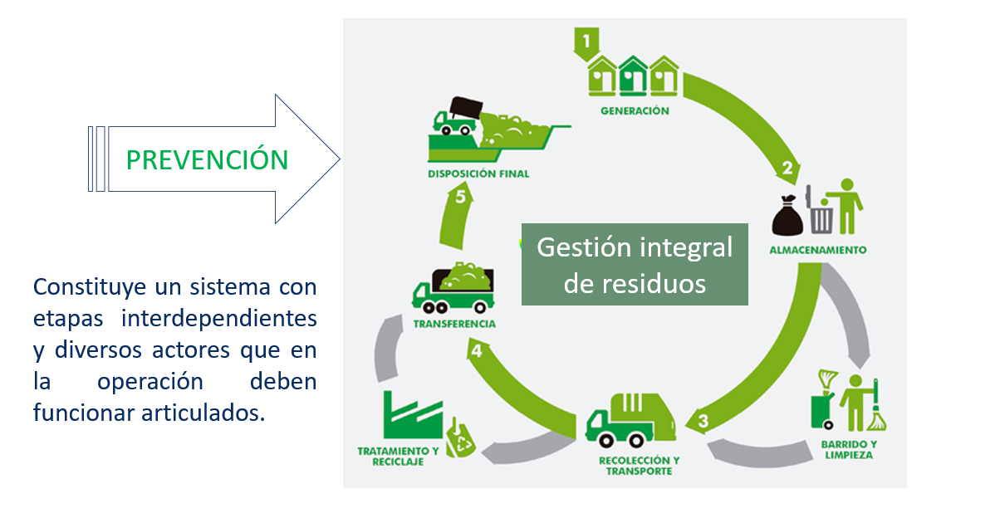 PREVENCIÓN
Constituye un sistema con
etapas interdependientes
y diversos actores que en
la operación deben
funcionar articulados.
Gestión integral
de residuos
1
GENERACIÓN
2
ALMACENAMIENTO
BARRIDO Y
LIMPIEZA
3
RECOLECCIÓN Y
TRANSPORTE
TRATAMIENTO Y
RECICLAJE
4
TRANSFERENCIA
5
DISPOSICIÓN FINAL